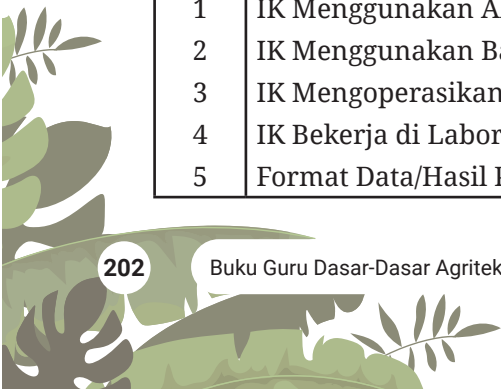 1 IK Menggunakan A
2 IK Menggunakan Ba
3 IK Mengoperasikan
4 IK Bekerja di Labor
5 Format Data/Hasil
202 Buku Guru Dasar-Dasar Agritek